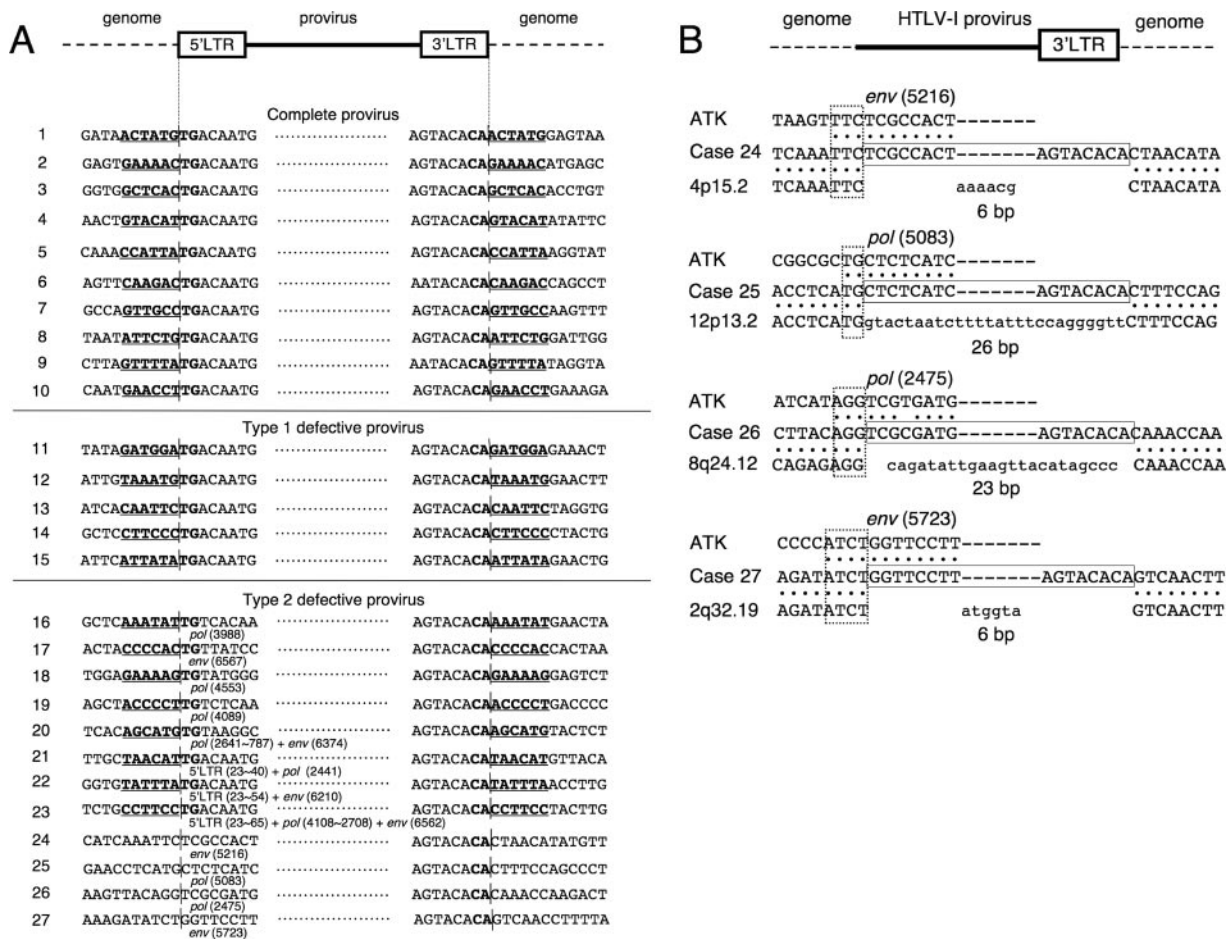 A
genome provirus genome
5'LTR 3'LTR
Complete provirus
1 GATAACTATGTGACAATG ........................ AGTACACAACTATGGAGTAA
2 GAGTGAAAACTGACAATG ........................ AGTACACAGAAAACATGAGC
3 GGTGGCTCACTGACAATG ........................ AGTACACAGCTCACACCTGT
4 AACTGTACATTGACAATG ........................ AGTACACAGTACATATATTC
5 CAAACCATTATGACAATG ........................ AGTACACACCATTAAGGTAT
6 AGTTCAAGACTGACAATG ........................ AATACACACAAGACCAGCCT
7 GCCAGTTGCCTGACAATG ........................ AGTACACAGTTGCCAAGTTT
8 TAATATTCTGTGACAATG ........................ AGTACACAATTCTGGATTGG
9 CTTAGTTTTATGACAATG ........................ AATACACAGTTTTATAGGTA
10 CAATGAACCTTGACAATG ........................ AGTACACAGAACCTGAAAGA
Type 1 defective provirus
11 TATAGATGGATGACAATG ........................ AGTACACAGATGGAGAAACT
12 ATTGTAAATGTGACAATG ........................ AGTACACATAAATGGAACTT
13 ATCACAATTCTGACAATG ........................ AGTACACACAATTCTAGGTG
14 GCTCCTTCCCTGACAATG ........................ AGTACACACTTCCCCTACTG
15 ATTCATTATATGACAATG ........................ AGTACACAATTATAGAACTG
Type 2 defective provirus
16 GCTCAAATATTGTCACAA ........................ AGTACACAAAATATGAACTA
pol (3988)
17 ACTACCCCACTGTTATCC ........................ AGTACACACCCCACCACTAA
env (6567)
18 TGGAGAAAAGTGTATGGG ........................ AGTACACAGAAAAGGAGTCT
pol (4553)
19 AGCTACCCCTTGTCTCAA ........................ AGTACACAACCCCTGACCCC
pol (4089)
20 TCACAGCATGTGTAAGGC ........................ AGTACACAAGCATGTACTCT
pol (2641~787) + env (6374)
21 TTGCTAACATTGACAATG ........................ AGTACACATAACATGTTACA
5'LTR (23~40) + pol (2441)
22 GGTGTATTTATGACAATG ........................ AGTACACATATTTAACCTTG
5'LTR (23~54) + env (6210)
23 TCTGCCTTCCTGACAATG ........................ AGTACACACCTTCCTACTTG
5'LTR (23~65) + pol (4108~2708) + env (6562)
24 CATCAAATTCTCGCCACT ........................ AGTACACACTAACATATGTT
env (5216)
25 GAACCTCATGCTCTCATC ........................ AGTACACACTTTCCAGCCCT
pol (5083)
26 AAGTTACAGGTCGCGATG ........................ AGTACACACAAACCAAGACT
pol (2475)
27 AAAGATATCTGGTTCCTT ........................ AGTACACAGTCAACCTTTTA
env (5723)
B
genome HTLV-I provirus genome
3'LTR
env (5216)
ATK TAAGTTTCTCGCCACT-------
Case 24 TCAAATTCTCGCCACT-------AGTACACACTAACATA
4p15.2 TCAAATTC aaaacg CTAACATA
6 bp
pol (5083)
ATK CGGCGCTGCTCTCATC-------
Case 25 ACCTCATGCTCTCATC-------AGTACACACTTTCCAG
12p13.2 ACCTCATGgtactaatcttttatttccaggggttCTTTCCAG
26 bp
pol (2475)
ATK ATCATAGGTCGTGATG-------
Case 26 CTTACAGGTCGCGATG-------AGTACACACAAACCAA
8q24.12 CAGAGAGG cagatattgaagttacatagccc CAAACCAA
23 bp
env (5723)
ATK CCCCATCTGGTTCCTT-------
Case 27 AGATATCTGGTTCCTT-------AGTACACAGTCAACTT
2q32.19 AGATATCT atggta GTCAACTT
6 bp